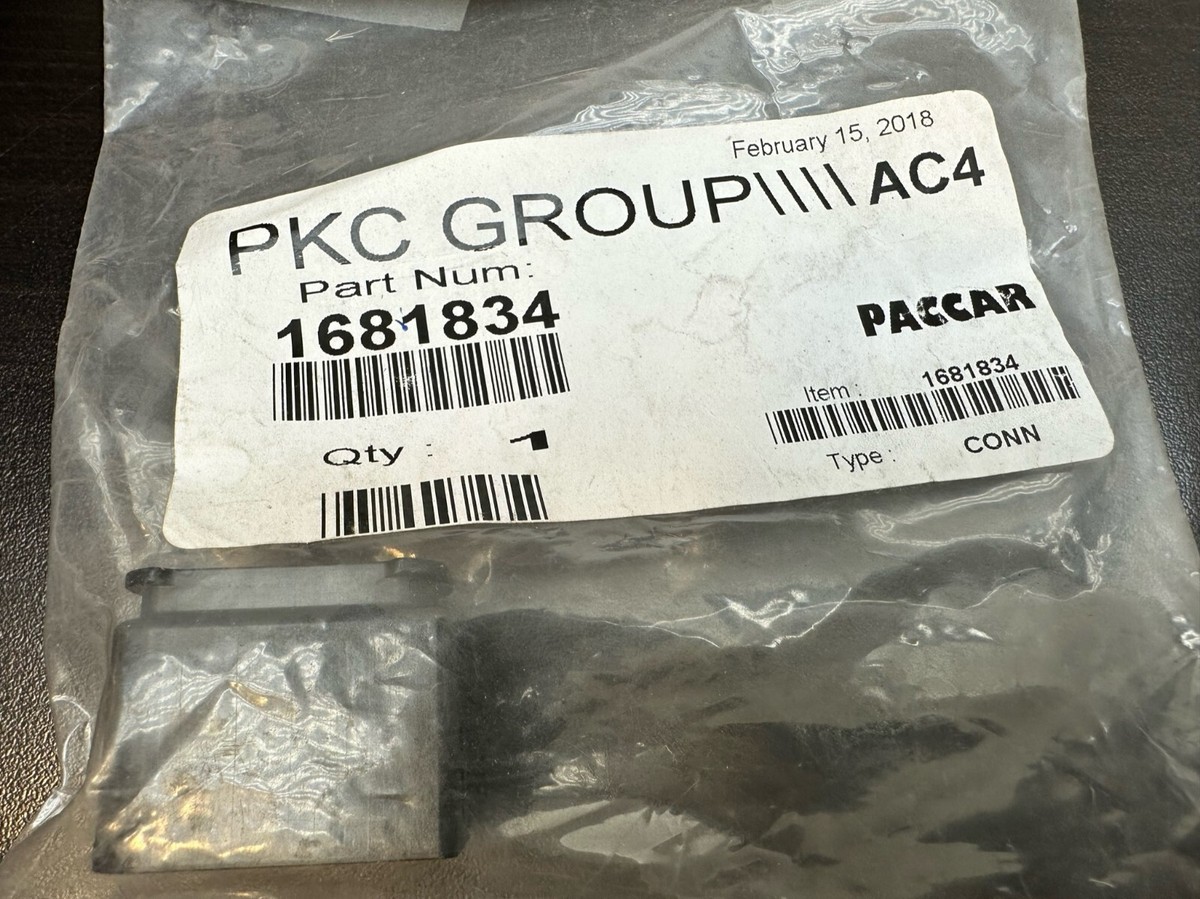 February 15, 2018
PKC GROUP\\\\ AC4
Part Num:
1681834
Qty : 1
PACCAR
Item : 1681834
Type : CONN